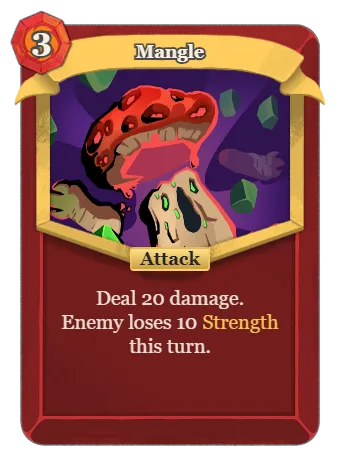 3
Mangle
Attack
Deal 20 damage.
Enemy loses 10 Strength
this turn.